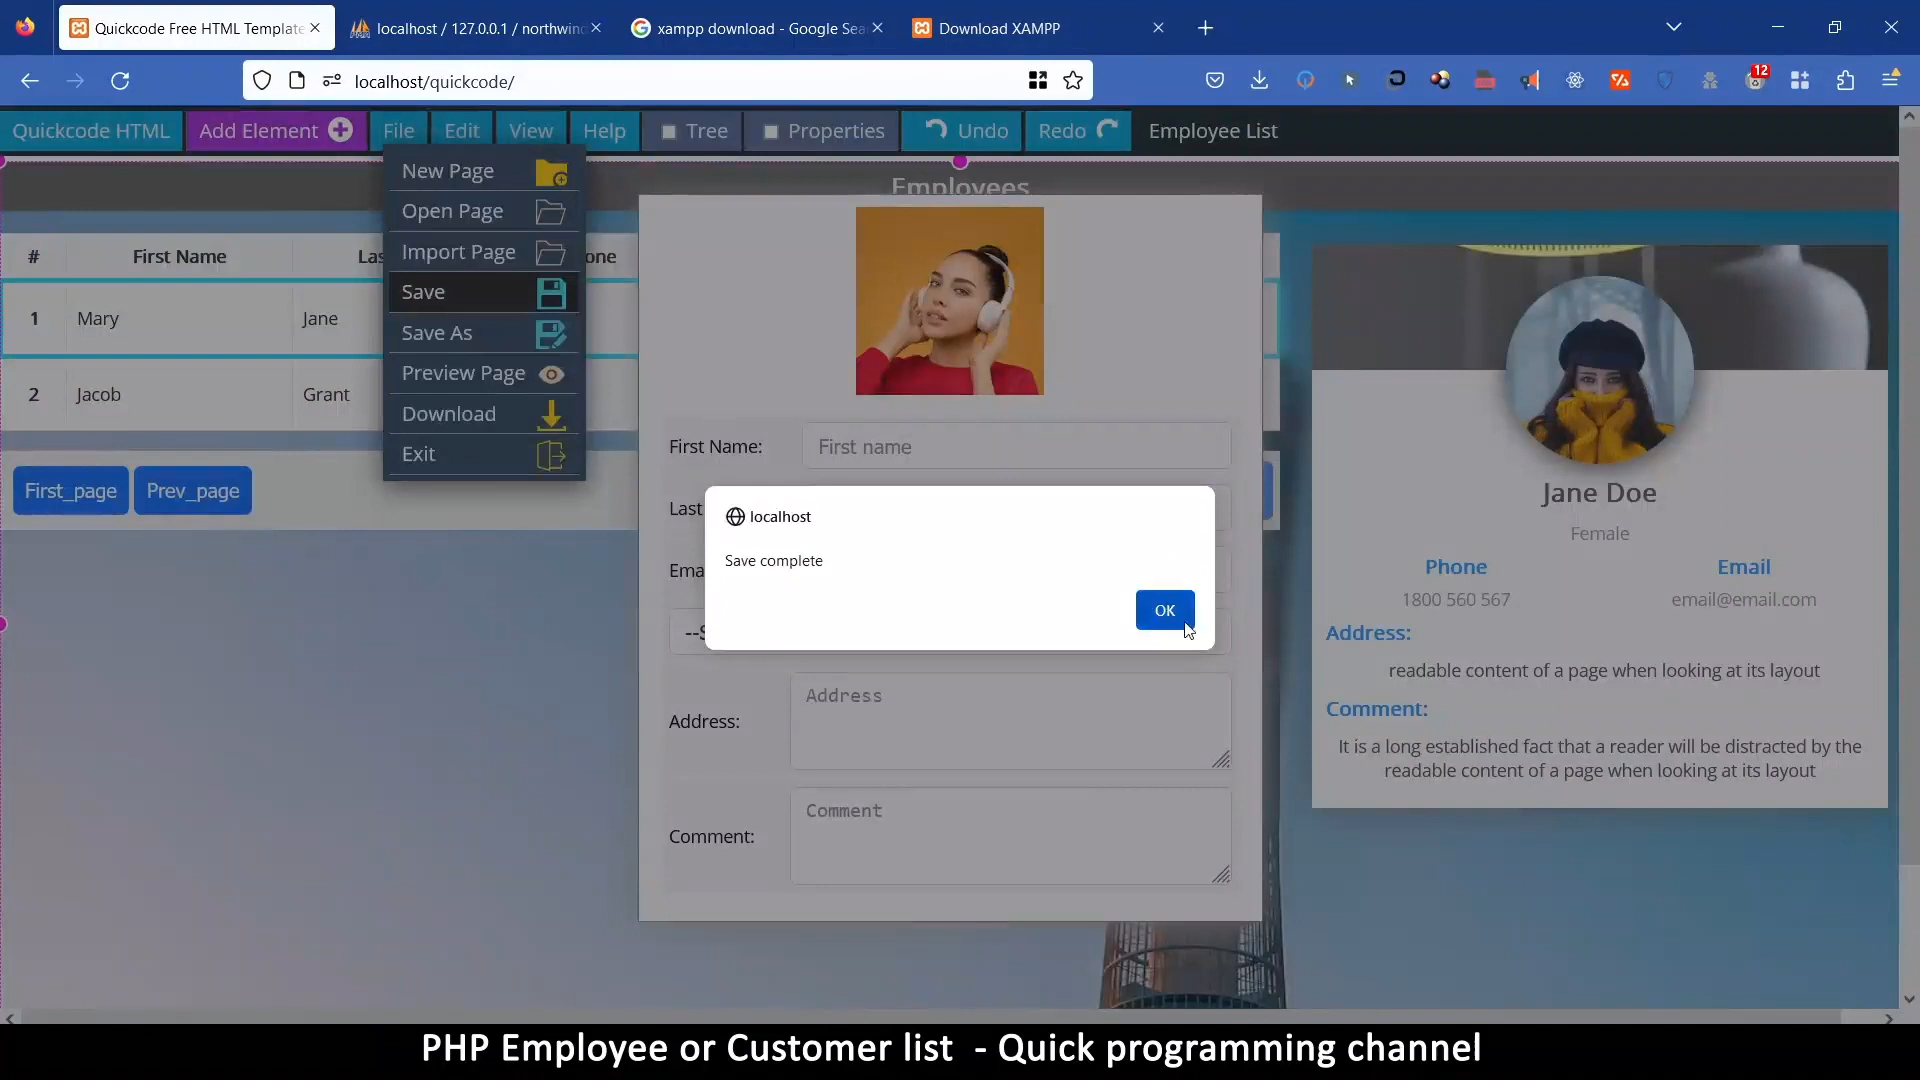 Quickcode Free HTML Template
localhost / 127.0.0.1 / northwind
xampp download - Google Sea
Download XAMPP
localhost/quickcode/
12
Quickcode HTML
Add Element
File
Edit
View
Help
Tree
Properties
Undo
Redo
Employee List
New Page
Open Page
Import Page
Save
Save As
Preview Page
Download
Exit
Employees
# First Name Las one
1 Mary Jane
2 Jacob Grant
First_page
Prev_page
First Name: First name
Last
Ema
--S
Address: Address
Comment: Comment
localhost
Save complete
OK
Jane Doe
Female
Phone Email
1800 560 567 email@email.com
Address:
readable content of a page when looking at its layout
Comment:
It is a long established fact that a reader will be distracted by the
readable content of a page when looking at its layout
PHP Employee or Customer list - Quick programming channel